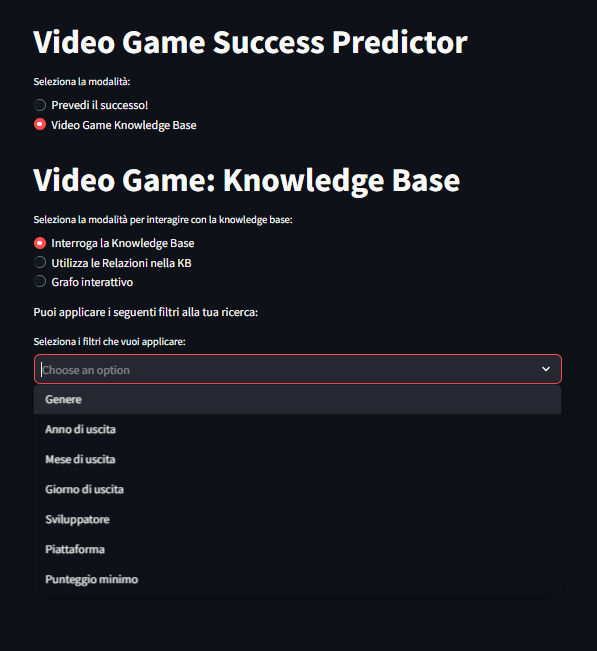 Video Game Success Predictor
Seleziona la modalità:
Prevedi il successo!
Video Game Knowledge Base
Video Game: Knowledge Base
Seleziona la modalità per interagire con la knowledge base:
Interroga la Knowledge Base
Utilizza le Relazioni nella KB
Grafo interattivo
Puoi applicare i seguenti filtri alla tua ricerca:
Seleziona i filtri che vuoi applicare:
Choose an option
Genere
Anno di uscita
Mese di uscita
Giorno di uscita
Sviluppatore
Piattaforma
Punteggio minimo